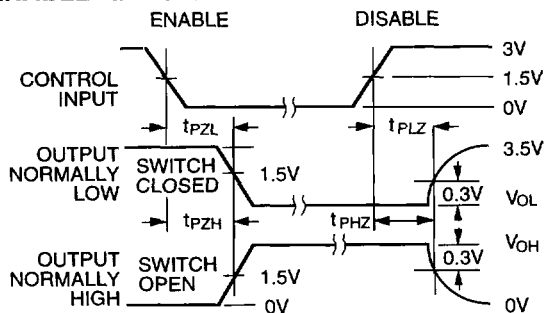 ENABLE DISABLE
3V
CONTROL INPUT
1.5V
0V
tPZL tPLZ
OUTPUT NORMALLY LOW
SWITCH CLOSED
1.5V
3.5V
0.3V
VOL
tPZH tPHZ
VOH
0.3V
OUTPUT NORMALLY HIGH
SWITCH OPEN
1.5V
0V
0V